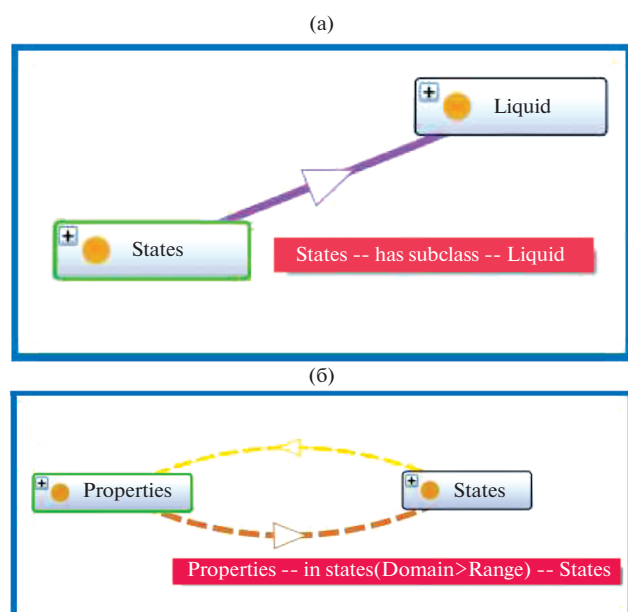 (а)
Liquid
States
States -- has subclass -- Liquid
(б)
Properties
States
Properties -- in states(Domain>Range) -- States